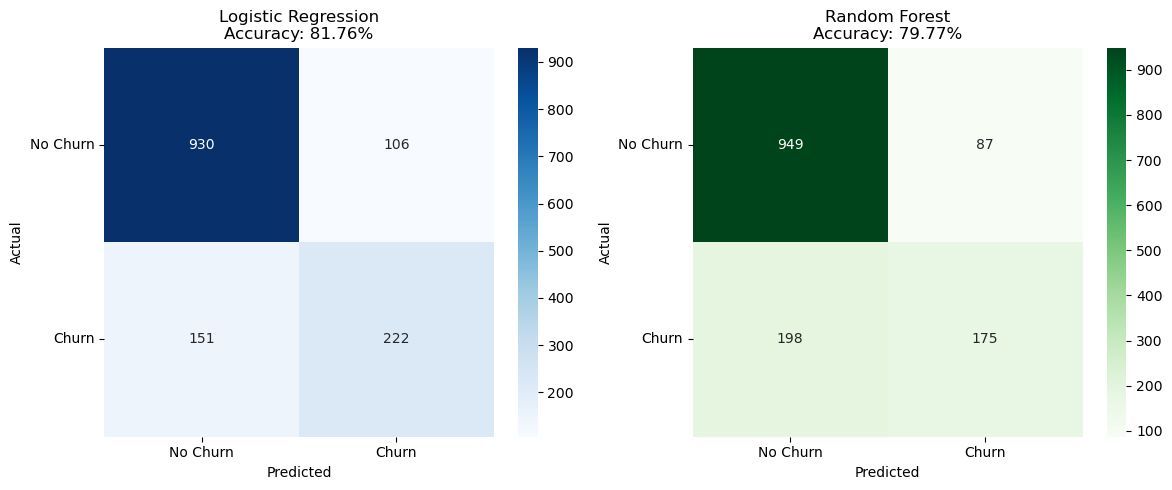 Logistic Regression
Accuracy: 81.76%
Actual
No Churn
Churn
930
106
151
222
No Churn
Churn
Predicted
900
800
700
600
500
400
300
200
Random Forest
Accuracy: 79.77%
Actual
No Churn
Churn
949
87
198
175
No Churn
Churn
Predicted
900
800
700
600
500
400
300
200
100